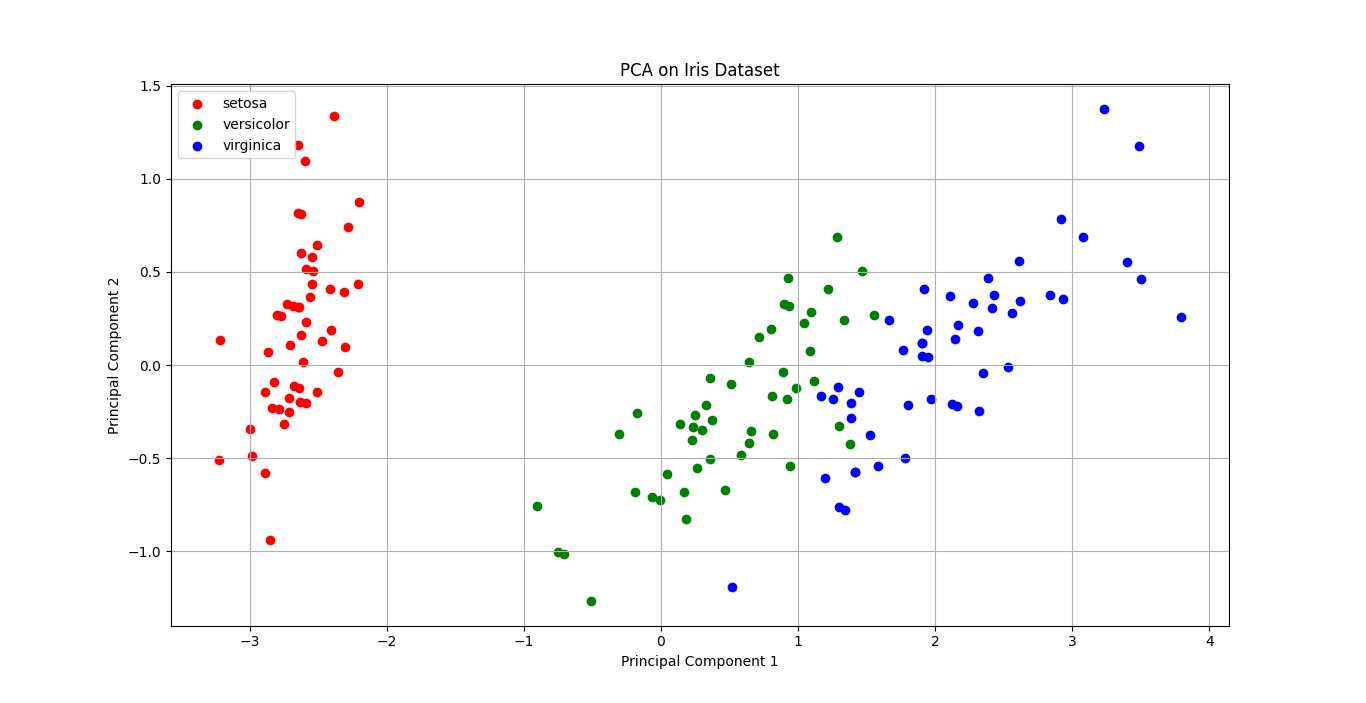 PCA on Iris Dataset
setosa
versicolor
virginica
Principal Component 2
1.5
1.0
0.5
0.0
−0.5
−1.0
−3 −2 −1 0 1 2 3 4
Principal Component 1